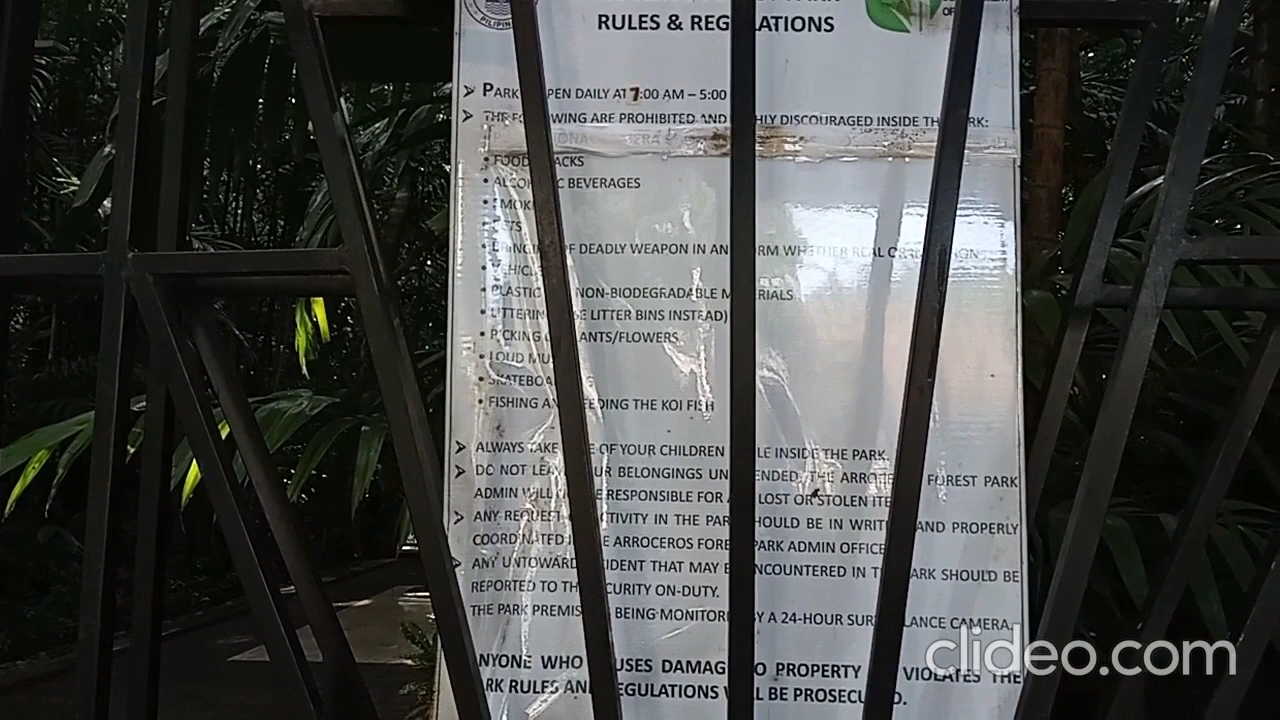 PILIPINAS
RULES & REGULATIONS
OF
PARK OPEN DAILY AT 7:00 AM – 5:00
THE FOLLOWING ARE PROHIBITED AND HIGHLY DISCOURAGED INSIDE THE PARK:
• FOOD/SNACKS
• ALCOHOLIC BEVERAGES
• SMOKING
• PETS
• BRINGING OF DEADLY WEAPON IN ANY FORM WHETHER REAL OR
• VEHICLE
• PLASTIC NON-BIODEGRADABLE MATERIALS
• LITTERING (USE LITTER BINS INSTEAD)
• PICKING OF PLANTS/FLOWERS
• LOUD MUSIC
• SKATEBOARDING
• FISHING AND FEEDING THE KOI FISH
ALWAYS TAKE CARE OF YOUR CHILDREN WHILE INSIDE THE PARK.
DO NOT LEAVE YOUR BELONGINGS UNATTENDED. THE ARROCEROS FOREST PARK
ADMIN WILL NOT BE RESPONSIBLE FOR ANY LOST OR STOLEN ITEMS
ANY REQUEST ACTIVITY IN THE PARK SHOULD BE IN WRITING AND PROPERLY
COORDINATED IN THE ARROCEROS FOREST PARK ADMIN OFFICE
ANY UNTOWARD INCIDENT THAT MAY BE ENCOUNTERED IN THE PARK SHOULD BE
REPORTED TO THE SECURITY ON-DUTY.
THE PARK PREMISES BEING MONITORED BY A 24-HOUR SURVEILLANCE CAMERA.
ANYONE WHO CAUSES DAMAGE TO PROPERTY VIOLATES THE
PARK RULES AND REGULATIONS WILL BE PROSECUTED.
clideo.com